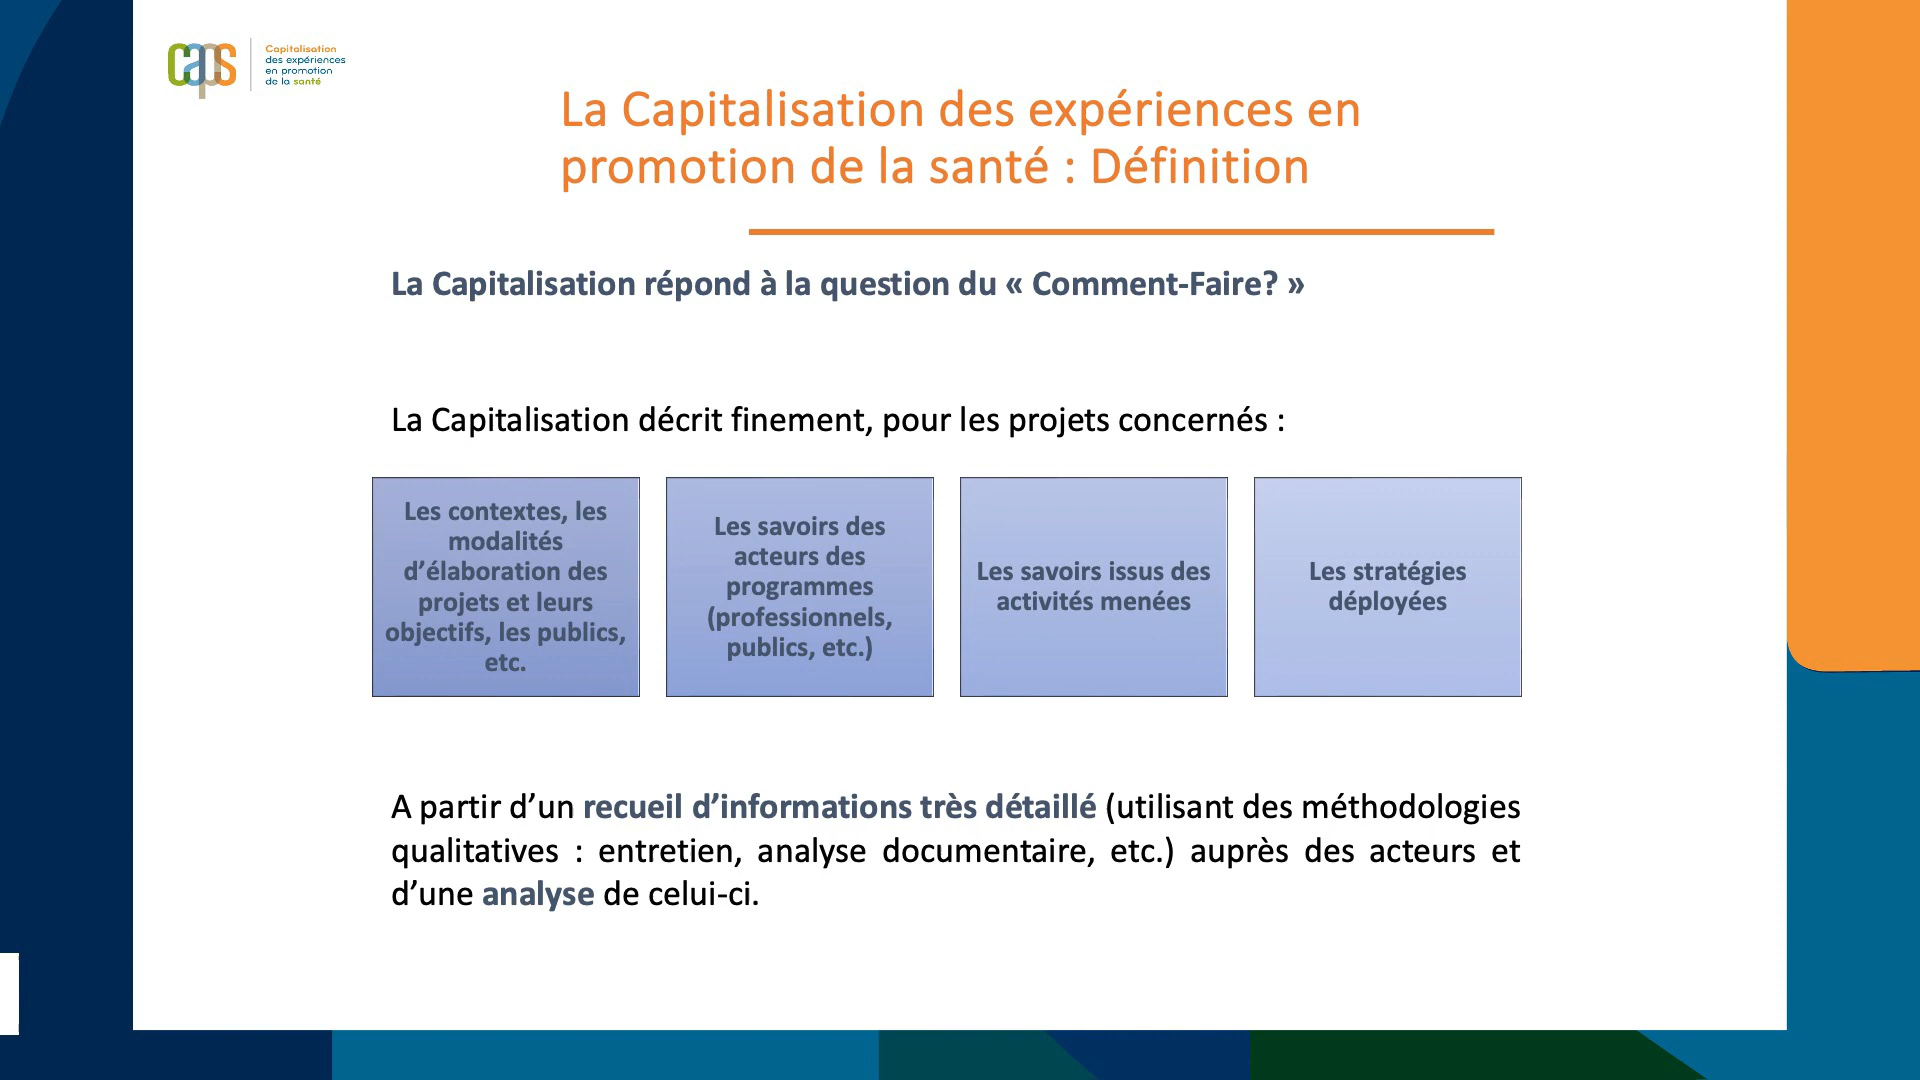 caps
Capitalisation
des expériences
en promotion
de la santé
La Capitalisation des expériences en
promotion de la santé : Définition
La Capitalisation répond à la question du « Comment-Faire? »
La Capitalisation décrit finement, pour les projets concernés :
Les contextes, les
modalités
d’élaboration des
projets et leurs
objectifs, les publics,
etc.
Les savoirs des
acteurs des
programmes
(professionnels,
publics, etc.)
Les savoirs issus des
activités menées
Les stratégies
déployées
A partir d’un recueil d’informations très détaillé (utilisant des méthodologies
qualitatives : entretien, analyse documentaire, etc.) auprès des acteurs et
d’une analyse de celui-ci.